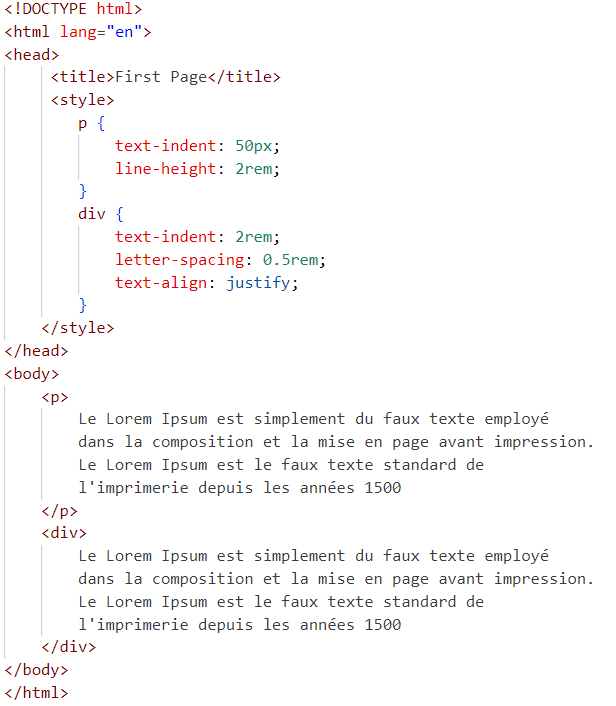 <!DOCTYPE html>
<html lang="en">
<head>
<title>First Page</title>
<style>
p {
text-indent: 50px;
line-height: 2rem;
}
div {
text-indent: 2rem;
letter-spacing: 0.5rem;
text-align: justify;
}
</style>
</head>
<body>
<p>
Le Lorem Ipsum est simplement du faux texte employé
dans la composition et la mise en page avant impression.
Le Lorem Ipsum est le faux texte standard de
l'imprimerie depuis les années 1500
</p>
<div>
Le Lorem Ipsum est simplement du faux texte employé
dans la composition et la mise en page avant impression.
Le Lorem Ipsum est le faux texte standard de
l'imprimerie depuis les années 1500
</div>
</body>
</html>